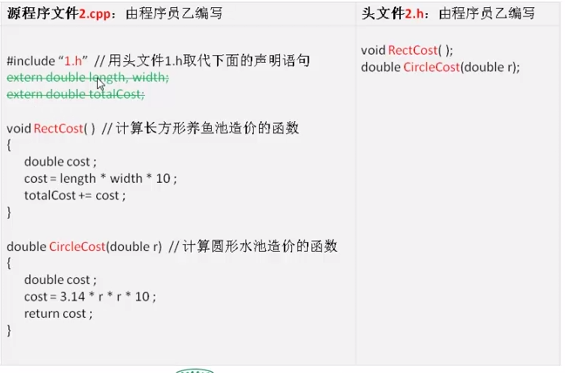 源程序文件2.cpp：由程序员乙编写
#include “1.h” // 用头文件1.h取代下面的声明语句
extern double length, width;
extern double totalCost;
void RectCost( ) // 计算长方形养鱼池造价的函数
{
double cost ;
cost = length * width * 10 ;
totalCost += cost ;
}
double CircleCost(double r) // 计算圆形水池造价的函数
{
double cost ;
cost = 3.14 * r * r * 10 ;
return cost ;
}
头文件2.h：由程序员乙编写
void RectCost( );
double CircleCost(double r);